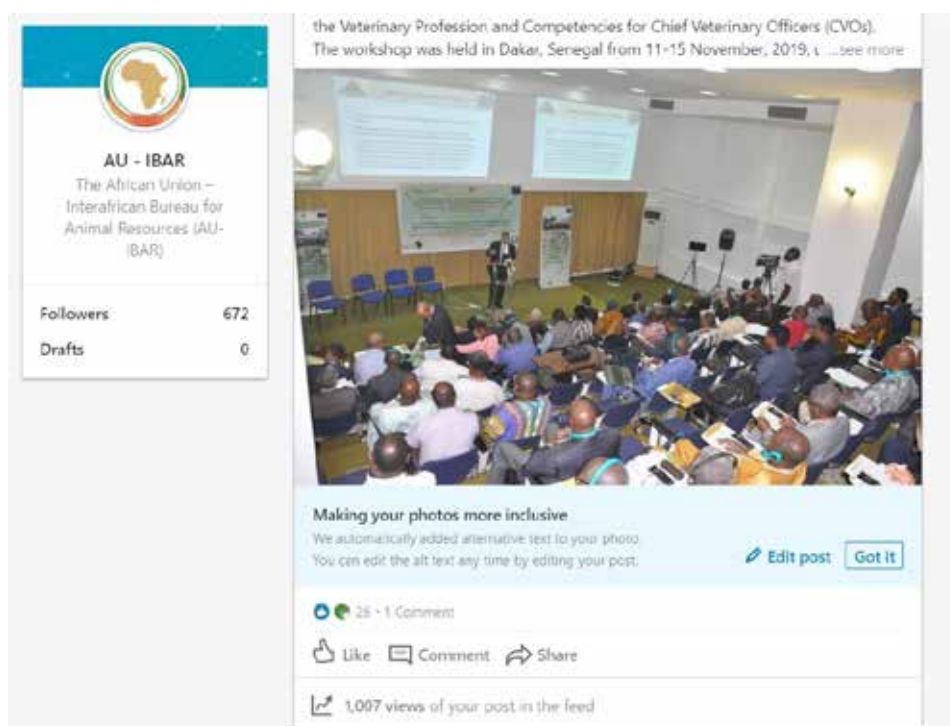 AU - IBAR
The African Union –
Interafrican Bureau for
Animal Resources (AU-
IBAR)
Followers 672
Drafts 0
the Veterinary Profession and Competencies for Chief Veterinary Officers (CVOs).
The workshop was held in Dakar, Senegal from 11-15 November, 2019, ...see more
Making your photos more inclusive
We automatically added alternative text to your photo.
You can edit the alt text any time by editing your post.
Edit post Got it
26 · 1 Comment
Like Comment Share
1,007 views of your post in the feed